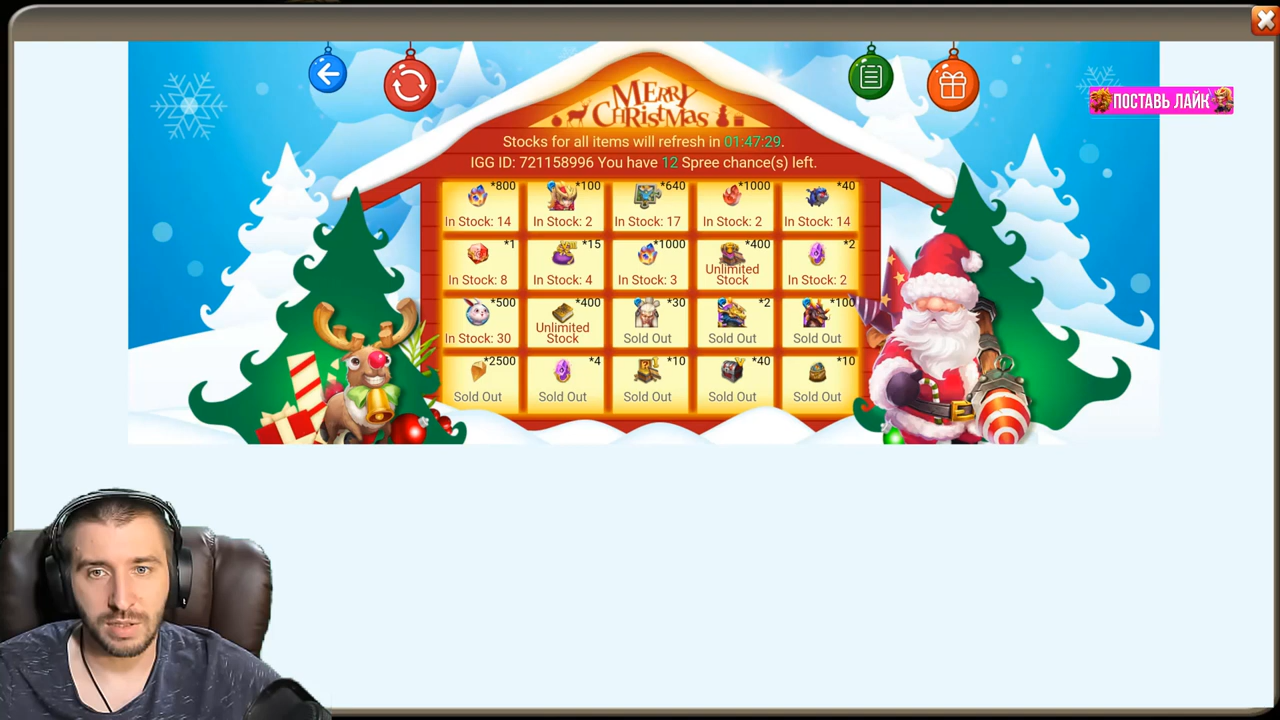 MERRY
CHRISTMAS
ПОСТАВЬ ЛАЙК
Stocks for all items will refresh in 01:47:29.
IGG ID: 721158996 You have 12 Spree chance(s) left.
*800 *100 *640 *1000 *40
In Stock: 14 In Stock: 2 In Stock: 17 In Stock: 2 In Stock: 14
*1 *15 *1000 *400 *2
In Stock: 8 In Stock: 4 In Stock: 3 Unlimited Stock In Stock: 2
*500 *400 *30 *2 *100
In Stock: 30 Unlimited Stock Sold Out Sold Out Sold Out
*2500 *4 *10 *40 *10
Sold Out Sold Out Sold Out Sold Out Sold Out